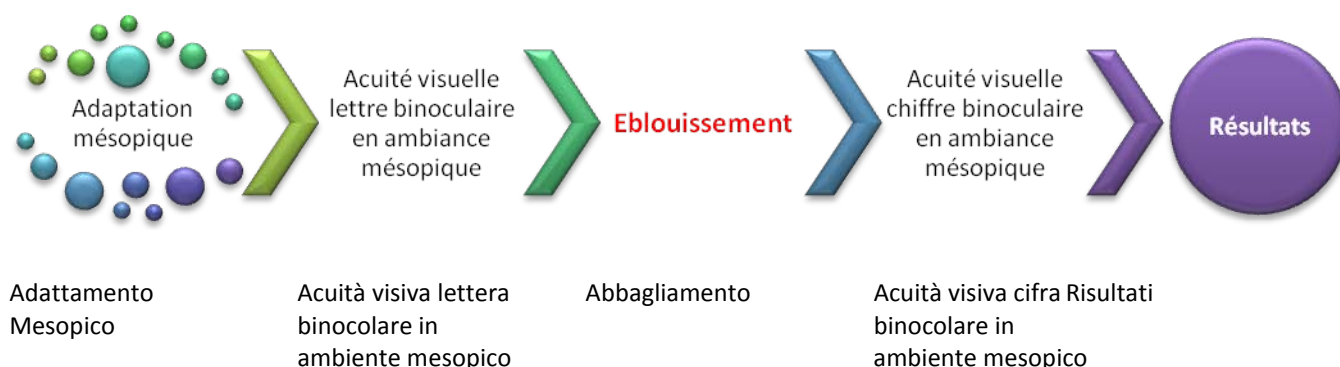 Adaptation
mésopique
Acuité visuelle
lettre binoculaire
en ambiance
mésopique
Eblouissement
Acuité visuelle
chiffre binoculaire
en ambiance
mésopique
Résultats
Adattamento
Mesopico
Acuità visiva lettera
binocolare in
ambiente mesopico
Abbagliamento
Acuità visiva cifra Risultati
binocolare in
ambiente mesopico